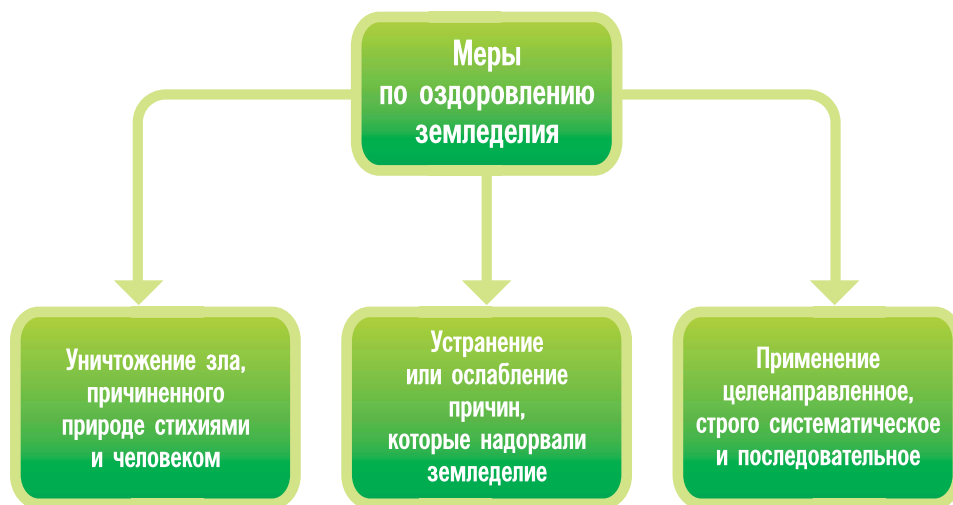 Меры
по оздоровлению
земледелия
Уничтожение зла,
причиненного
природе стихиями
и человеком
Устранение
или ослабление
причин,
которые надорвали
земледелие
Применение
целенаправленное,
строго систематическое
и последовательное